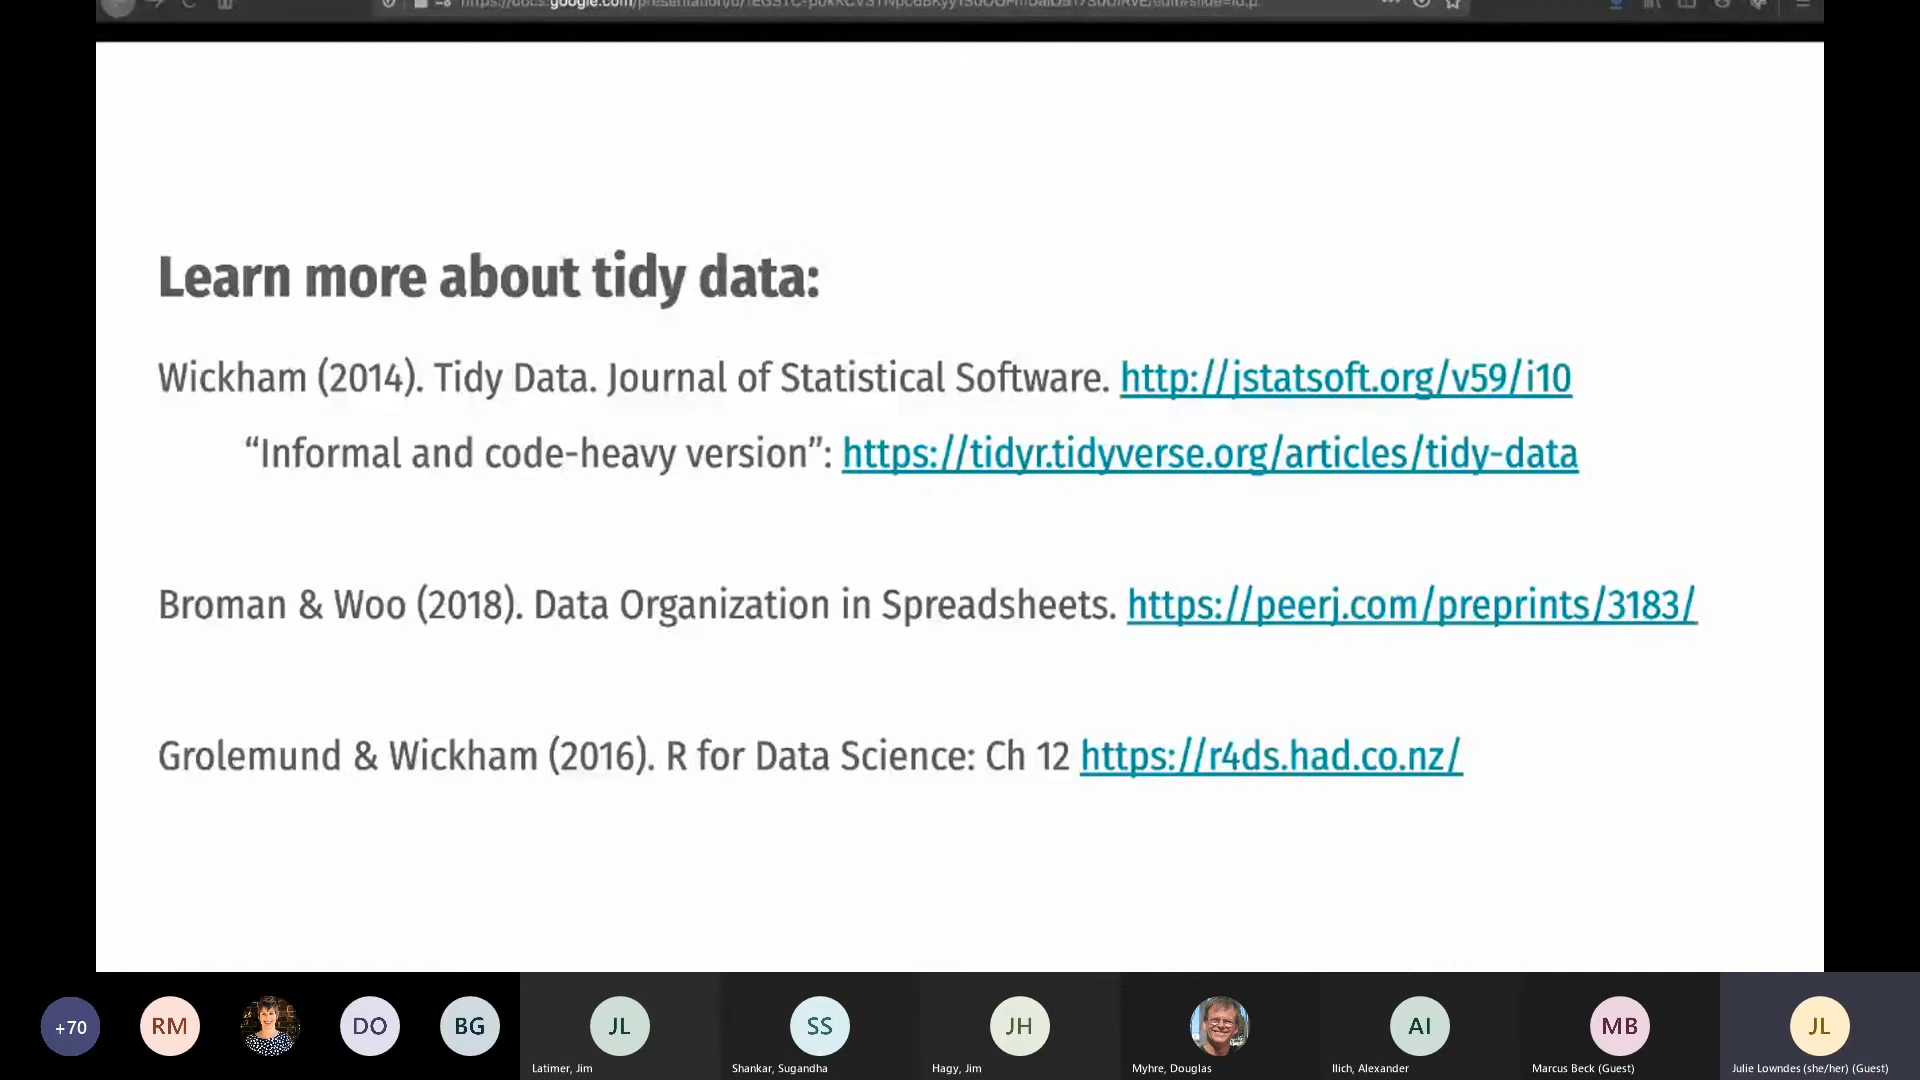 Learn more about tidy data:
Wickham (2014). Tidy Data. Journal of Statistical Software. http://jstatsoft.org/v59/i10
“Informal and code-heavy version”: https://tidyr.tidyverse.org/articles/tidy-data
Broman & Woo (2018). Data Organization in Spreadsheets. https://peerj.com/preprints/3183/
Grolemund & Wickham (2016). R for Data Science: Ch 12 https://r4ds.had.co.nz/
+70 RM DO BG JL SS JH AI MB JL
Latimer, Jim Shankar, Sugandha Hagy, Jim Myhre, Douglas Ilich, Alexander Marcus Beck (Guest) Julie Lowndes (she/her) (Guest)